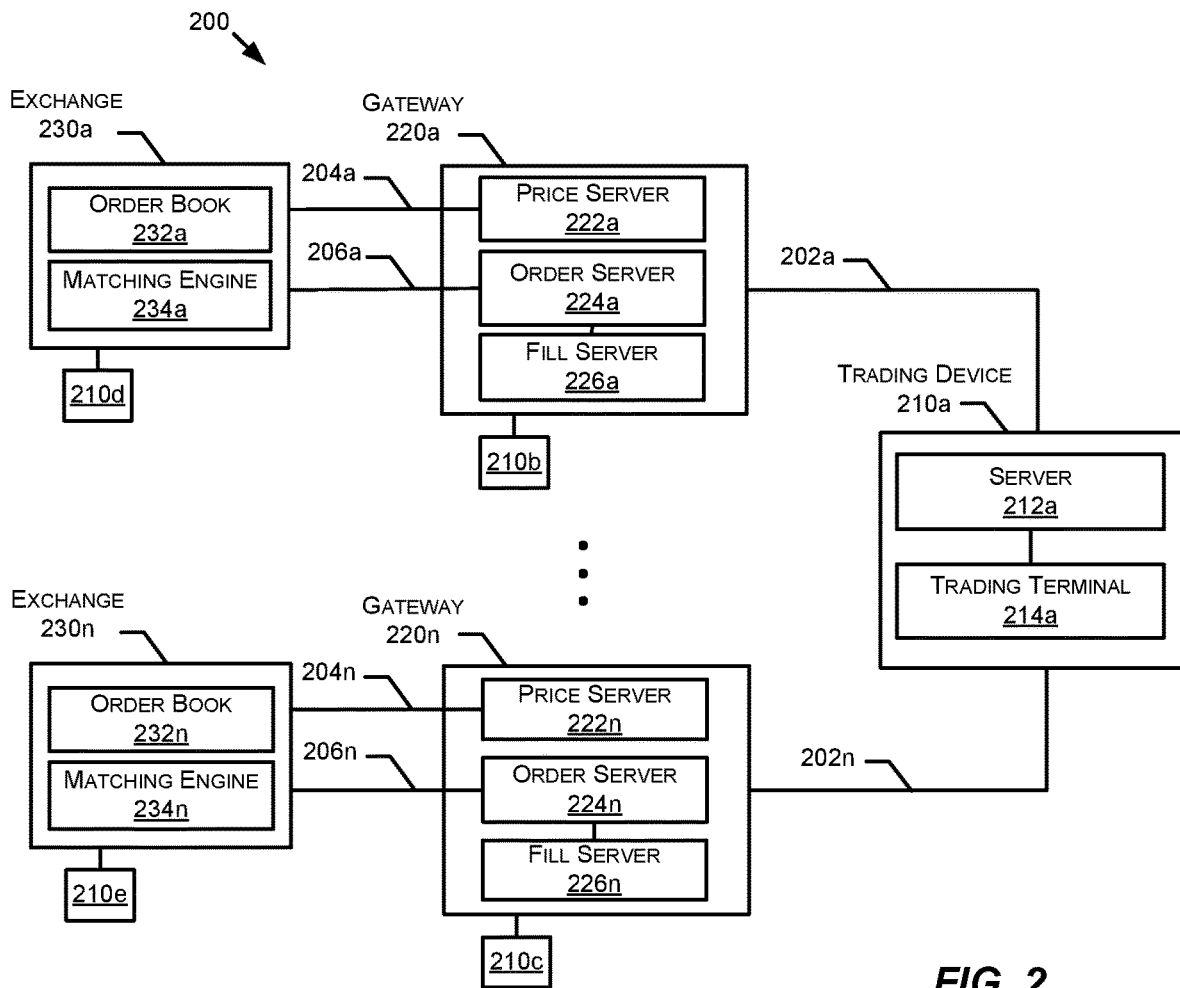 200
EXCHANGE
230a
GATEWAY
220a
204a
206a
ORDER BOOK
232a
MATCHING ENGINE
234a
PRICE SERVER
222a
ORDER SERVER
224a
FILL SERVER
226a
202a
210d
210b
TRADING DEVICE
210a
SERVER
212a
TRADING TERMINAL
214a
EXCHANGE
230n
GATEWAY
220n
204n
206n
ORDER BOOK
232n
MATCHING ENGINE
234n
PRICE SERVER
222n
ORDER SERVER
224n
FILL SERVER
226n
202n
210e
210c
FIG. 2